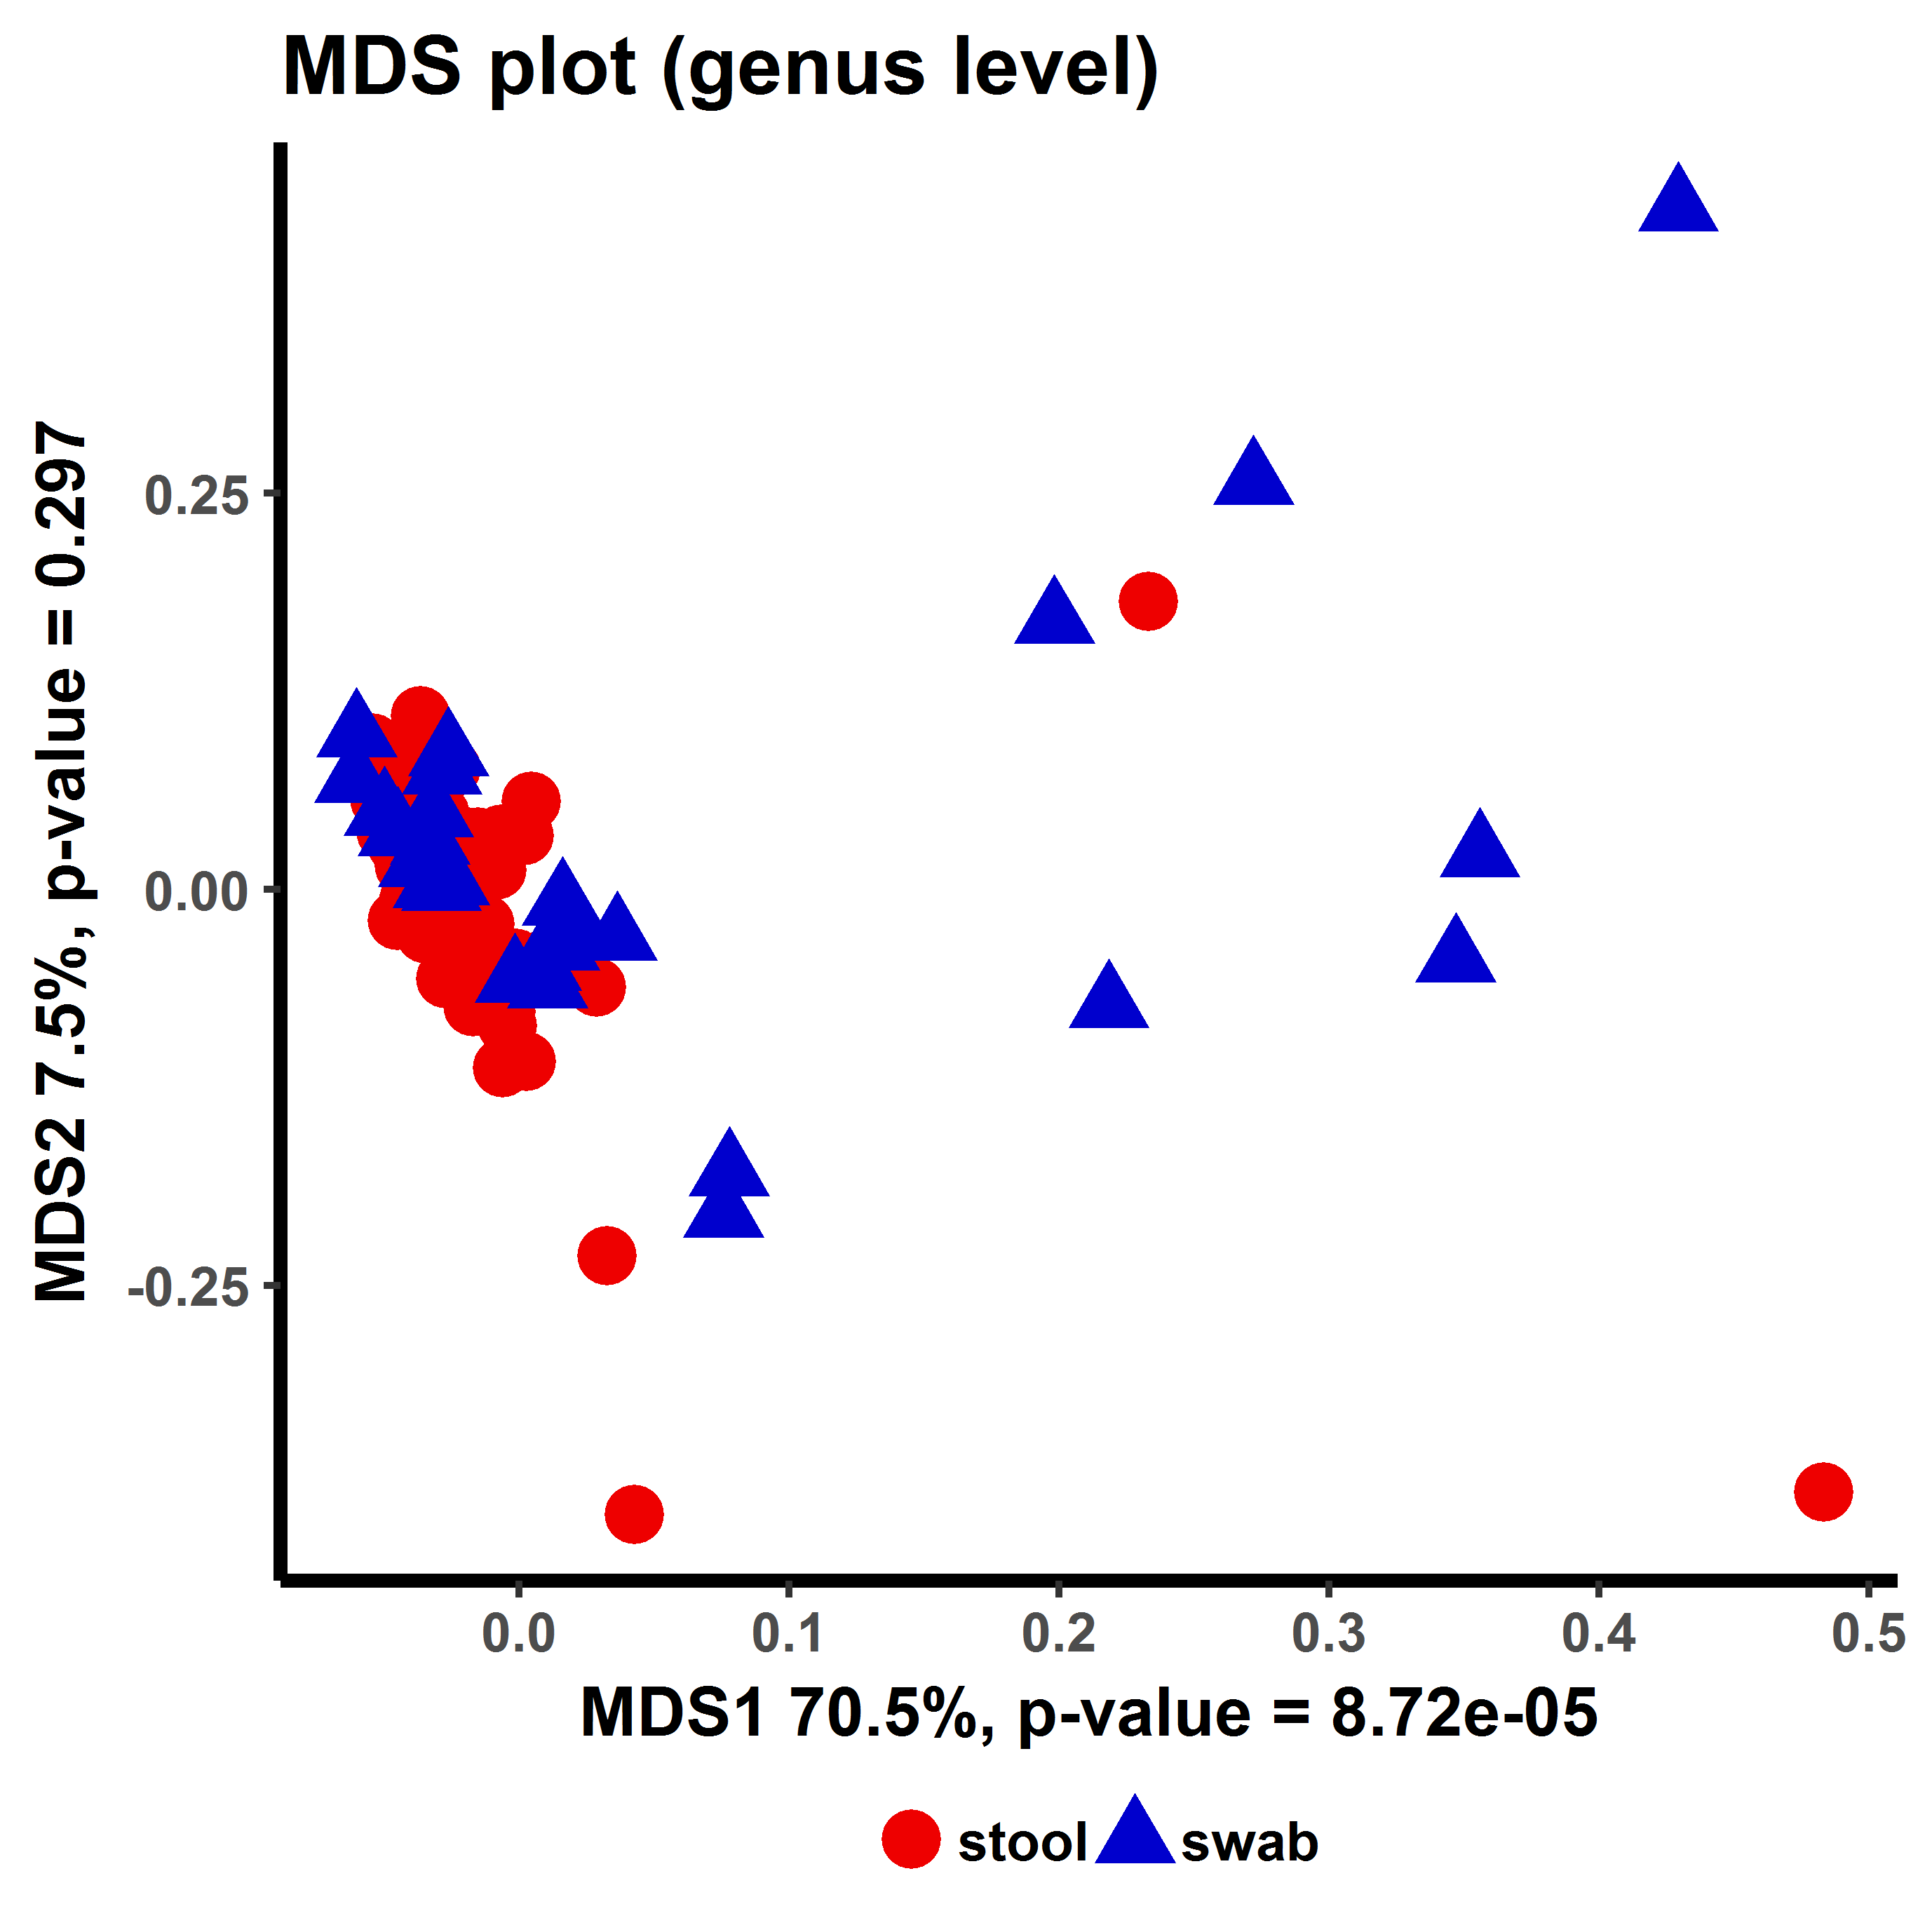 MDS plot (genus level)
MDS2 7.5%, p-value = 0.297
0.25
0.00
-0.25
0.0 0.1 0.2 0.3 0.4 0.5
MDS1 70.5%, p-value = 8.72e-05
stool swab